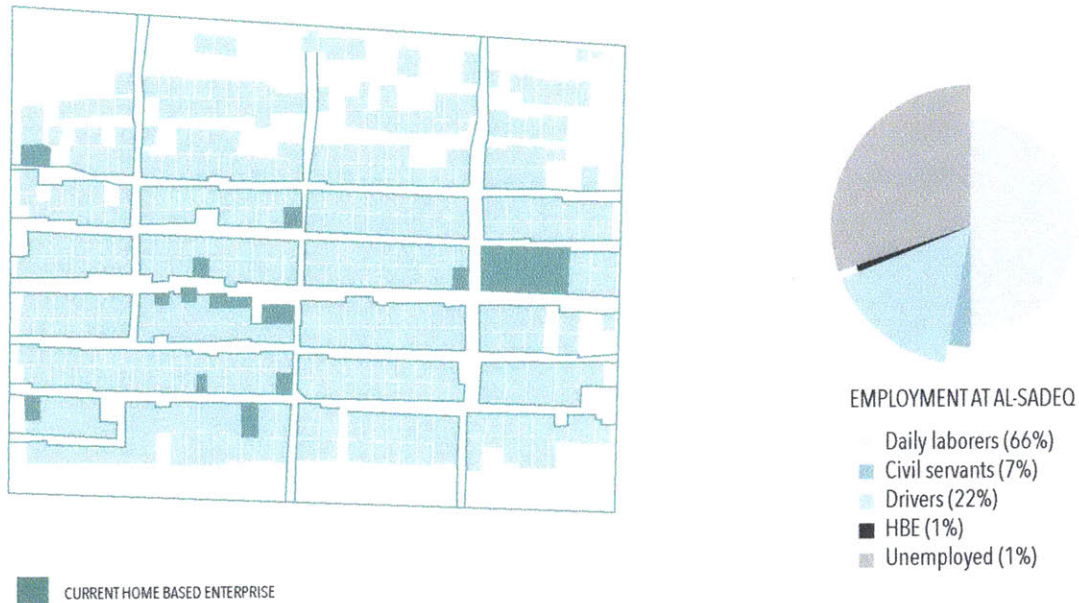 EMPLOYMENT AT AL-SADEQ
Daily laborers (66%)
Civil servants (7%)
Drivers (22%)
HBE (1%)
Unemployed (1%)
CURRENT HOME BASED ENTERPRISE